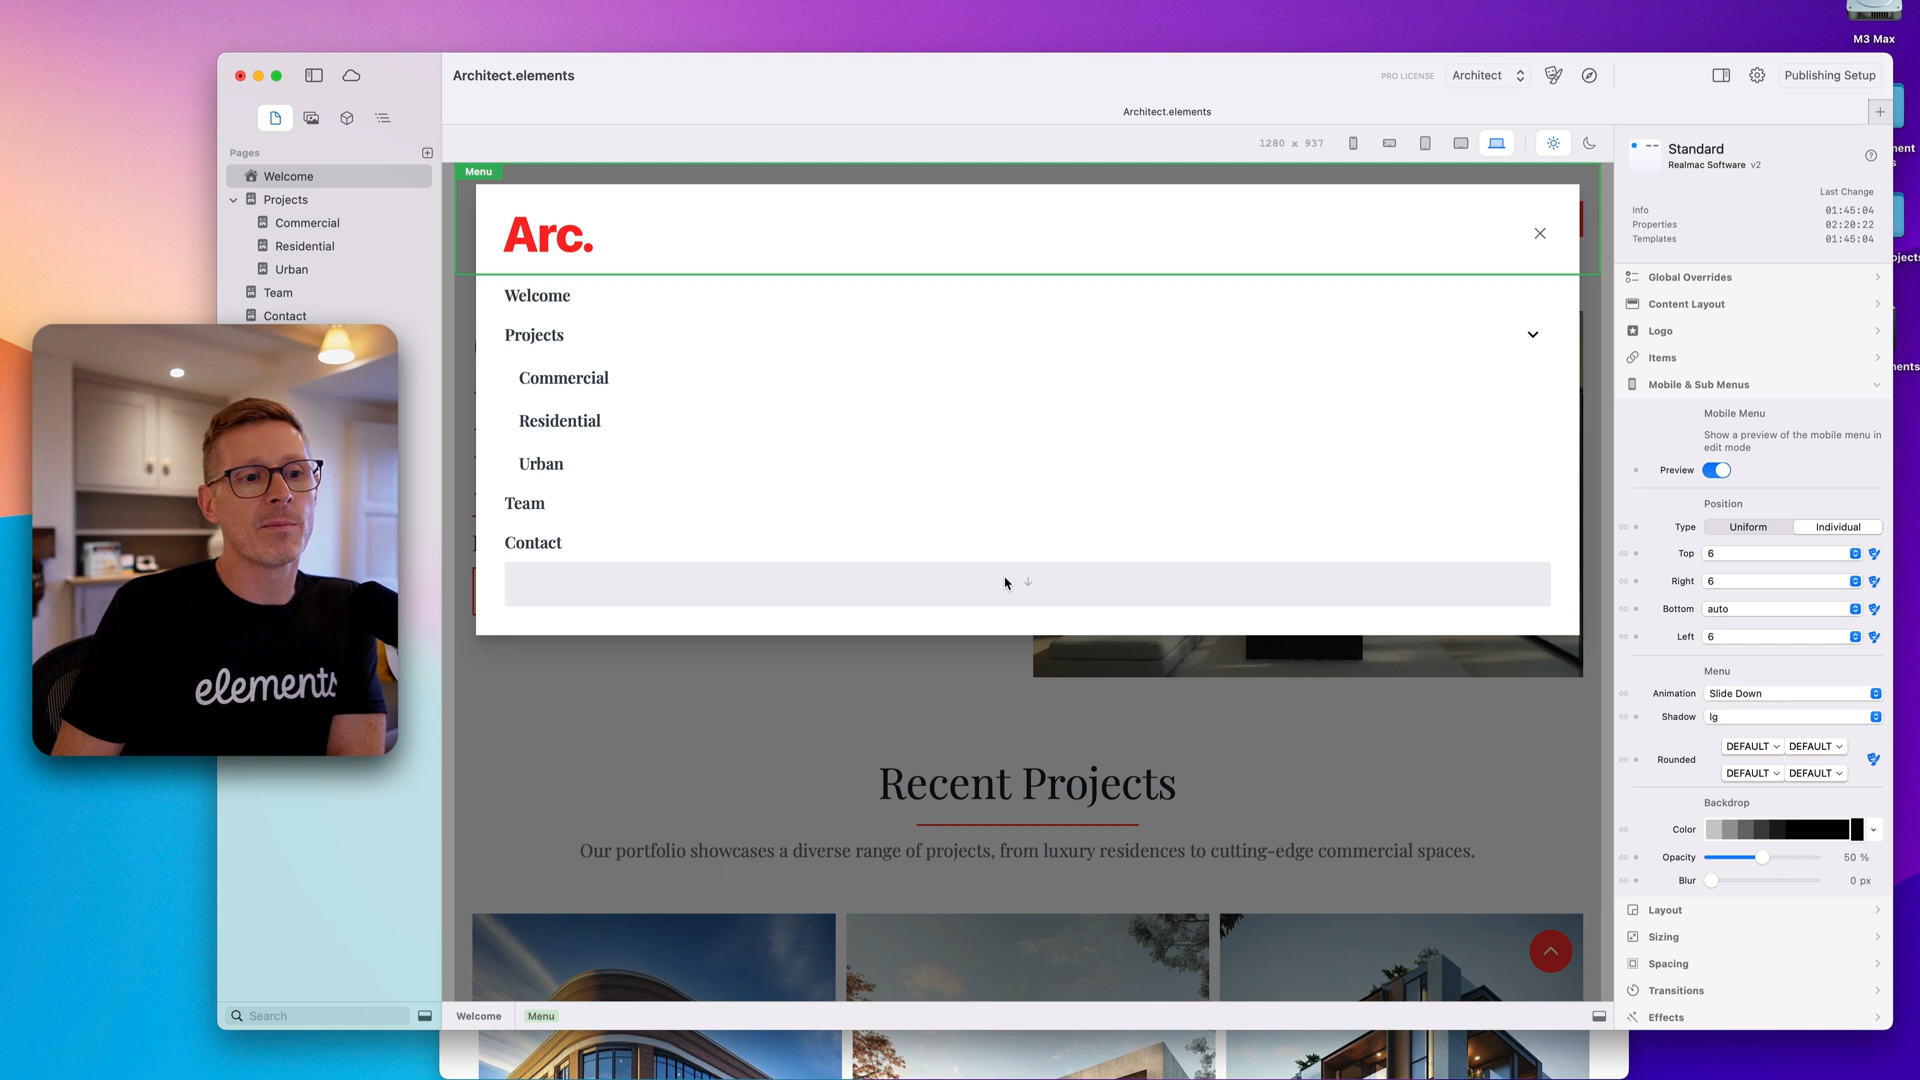 M3 Max
Architect.elements
PRO LICENSE
Architect
Publishing Setup
Architect.elements
1280 x 937
Pages
Welcome
Projects
Commercial
Residential
Urban
Team
Contact
Search
Menu
Arc.
Welcome
Projects
Commercial
Residential
Urban
Team
Contact
Recent Projects
Our portfolio showcases a diverse range of projects, from luxury residences to cutting-edge commercial spaces.
Welcome
Menu
Standard
Realmac Software v2
Last Change
Info 01:45:04
Properties 02:20:22
Templates 01:45:04
Global Overrides
Content Layout
Logo
Items
Mobile & Sub Menus
Mobile Menu
Show a preview of the mobile menu in
edit mode
Preview
Position
Type Uniform Individual
Top 6
Right 6
Bottom auto
Left 6
Menu
Animation Slide Down
Shadow lg
Rounded
DEFAULT DEFAULT
DEFAULT DEFAULT
Backdrop
Color
Opacity 50 %
Blur 0 px
Layout
Sizing
Spacing
Transitions
Effects
elements